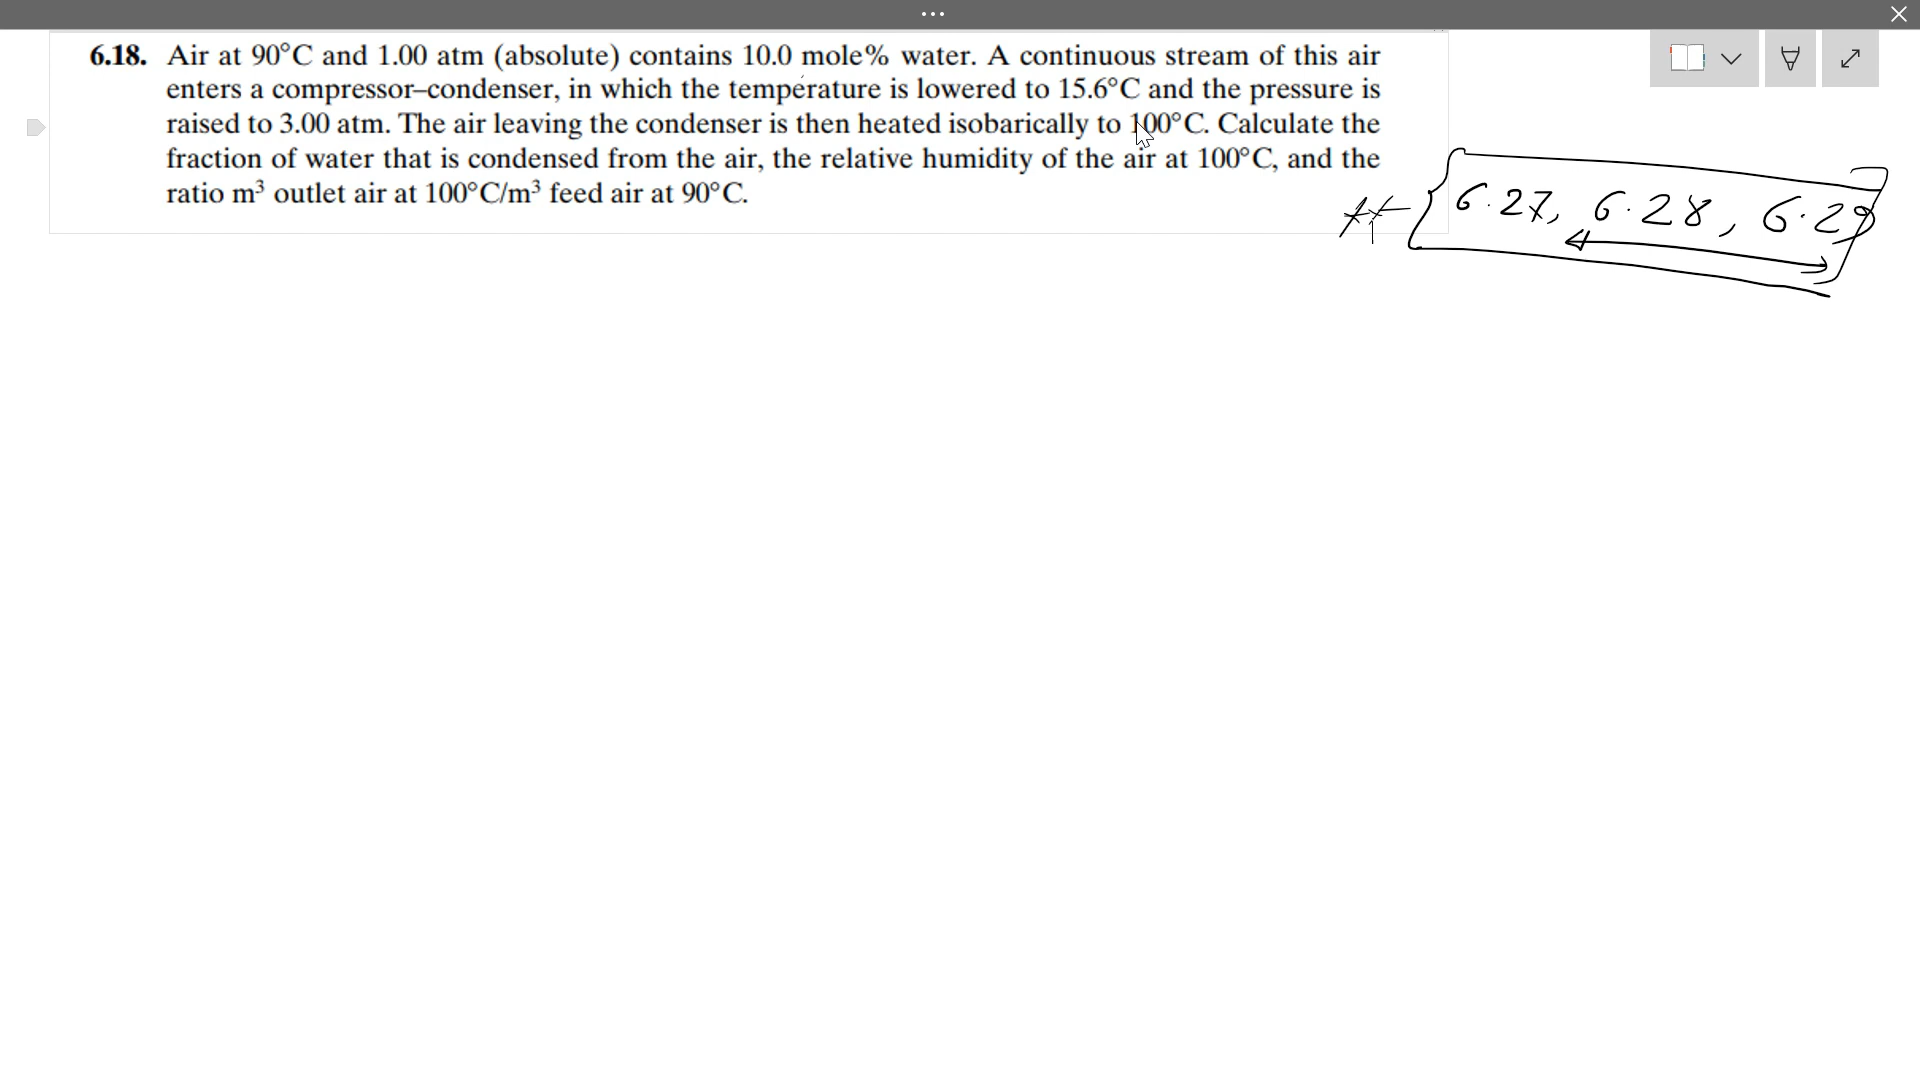 6.18. Air at 90°C and 1.00 atm (absolute) contains 10.0 mole% water. A continuous stream of this air
enters a compressor–condenser, in which the temperature is lowered to 15.6°C and the pressure is
raised to 3.00 atm. The air leaving the condenser is then heated isobarically to 100°C. Calculate the
fraction of water that is condensed from the air, the relative humidity of the air at 100°C, and the
ratio m³ outlet air at 100°C/m³ feed air at 90°C.
6.27, 6.28, 6.29